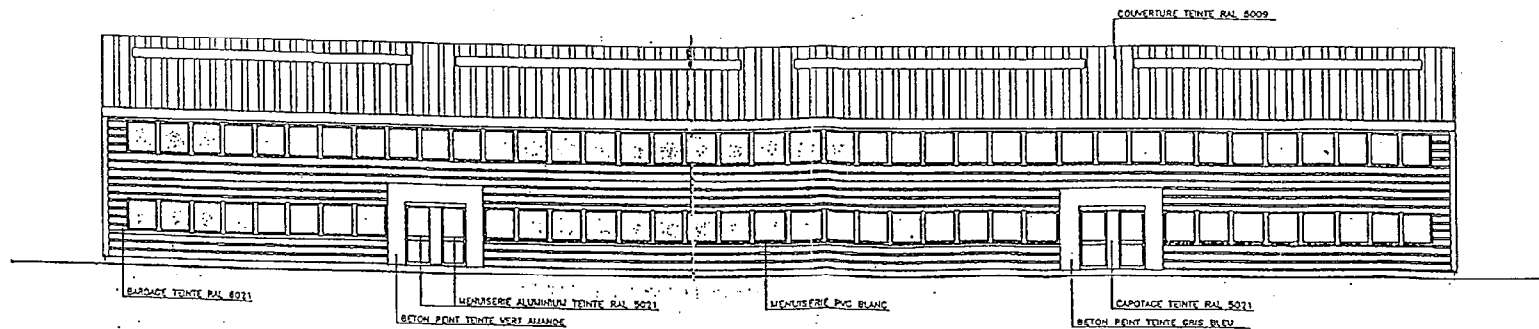 COUVERTURE TEINTE RAL 5009
BARDAGE TEINTE RAL 6021
MENUISERIE ALUMINIUM TEINTE RAL 5021
MENUISERIE PVC BLANC
CAPOTAGE TEINTE RAL 5021
BETON PEINT TEINTE VERT AMANDE
BETON PEINT TEINTE GRIS BLEU